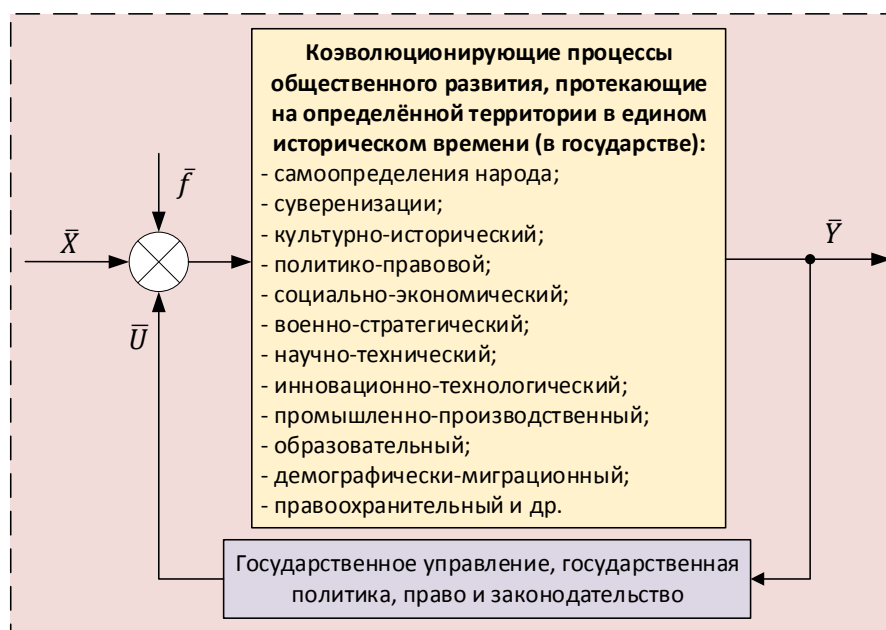 Коэволюционирующие процессы
общественного развития, протекающие
на определённой территории в едином
историческом времени (в государстве):
- самоопределения народа;
- суверенизации;
- культурно-исторический;
- политико-правовой;
- социально-экономический;
- военно-стратегический;
- научно-технический;
- инновационно-технологический;
- промышленно-производственный;
- образовательный;
- демографически-миграционный;
- правоохранительный и др.
f̄
X̄
Ū
Ȳ
Государственное управление, государственная
политика, право и законодательство